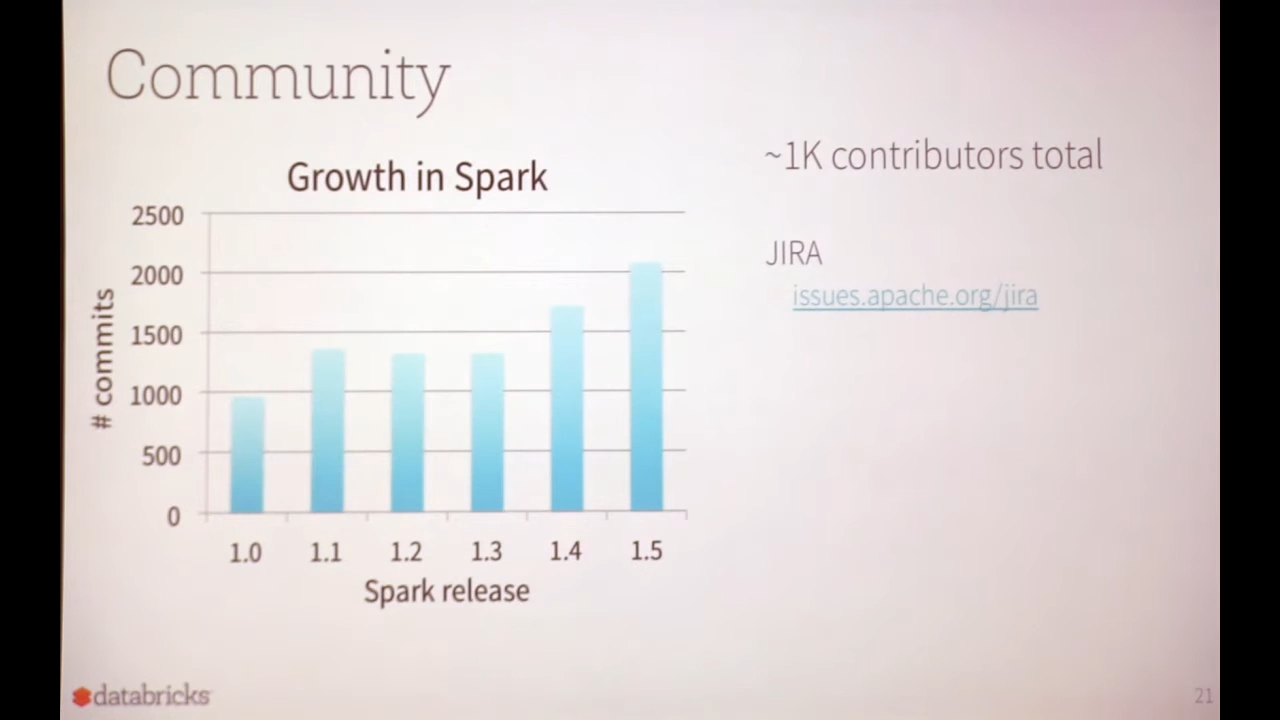 Community
Growth in Spark
2500
2000
1500
1000
500
0
# commits
1.0 1.1 1.2 1.3 1.4 1.5
Spark release
~1K contributors total
JIRA
issues.apache.org/jira
databricks
21